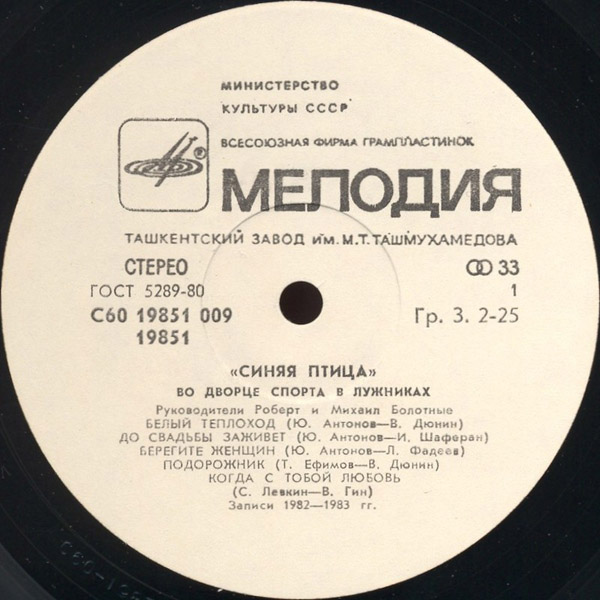 МИНИСТЕРСТВО
КУЛЬТУРЫ СССР
ВСЕСОЮЗНАЯ ФИРМА ГРАМПЛАСТИНОК
®
МЕЛОДИЯ
ТАШКЕНТСКИЙ ЗАВОД ИМ. М.Т.ТАШМУХАМЕДОВА
СТЕРЕО 33
ГОСТ 5289-80 1
С60 19851 009 Гр. 3. 2-25
19851
«СИНЯЯ ПТИЦА»
ВО ДВОРЦЕ СПОРТА В ЛУЖНИКАХ
Руководители Роберт и Михаил Болотные
БЕЛЫЙ ТЕПЛОХОД (Ю. Антонов—В. Дюнин)
ДО СВАДЬБЫ ЗАЖИВЕТ (Ю. Антонов—И. Шаферан)
БЕРЕГИТЕ ЖЕНЩИН (Ю. Антонов—Л. Фадеев)
ПОДОРОЖНИК (Т. Ефимов—В. Дюнин)
КОГДА С ТОБОЙ ЛЮБОВЬ
(С. Левкин—В. Гин)
Записи 1982—1983 гг.